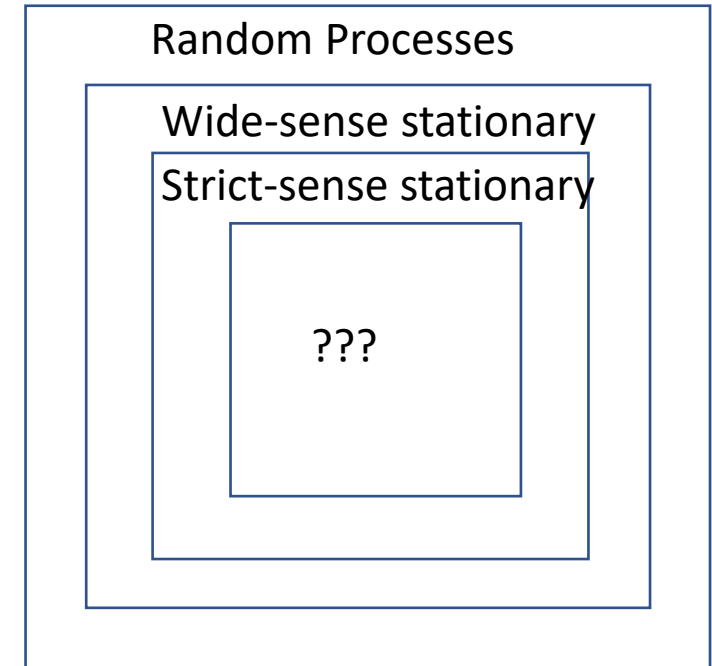 Random Processes
Wide-sense stationary
Strict-sense stationary
???